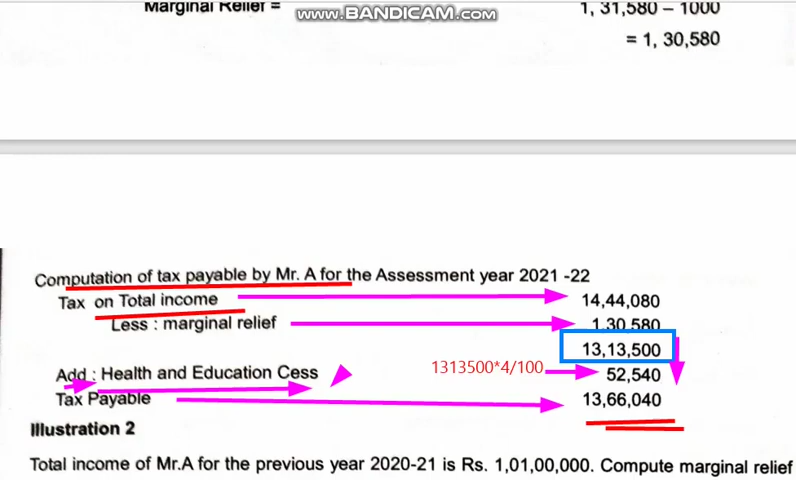 www.BANDICAM.com
Marginal Relief = 1, 31,580 – 1000
= 1, 30,580
Computation of tax payable by Mr. A for the Assessment year 2021 -22
Tax on Total income 14,44,080
Less : marginal relief 1,30,580
13,13,500
Add : Health and Education Cess 1313500*4/100 52,540
Tax Payable 13,66,040
Illustration 2
Total income of Mr.A for the previous year 2020-21 is Rs. 1,01,00,000. Compute marginal relief